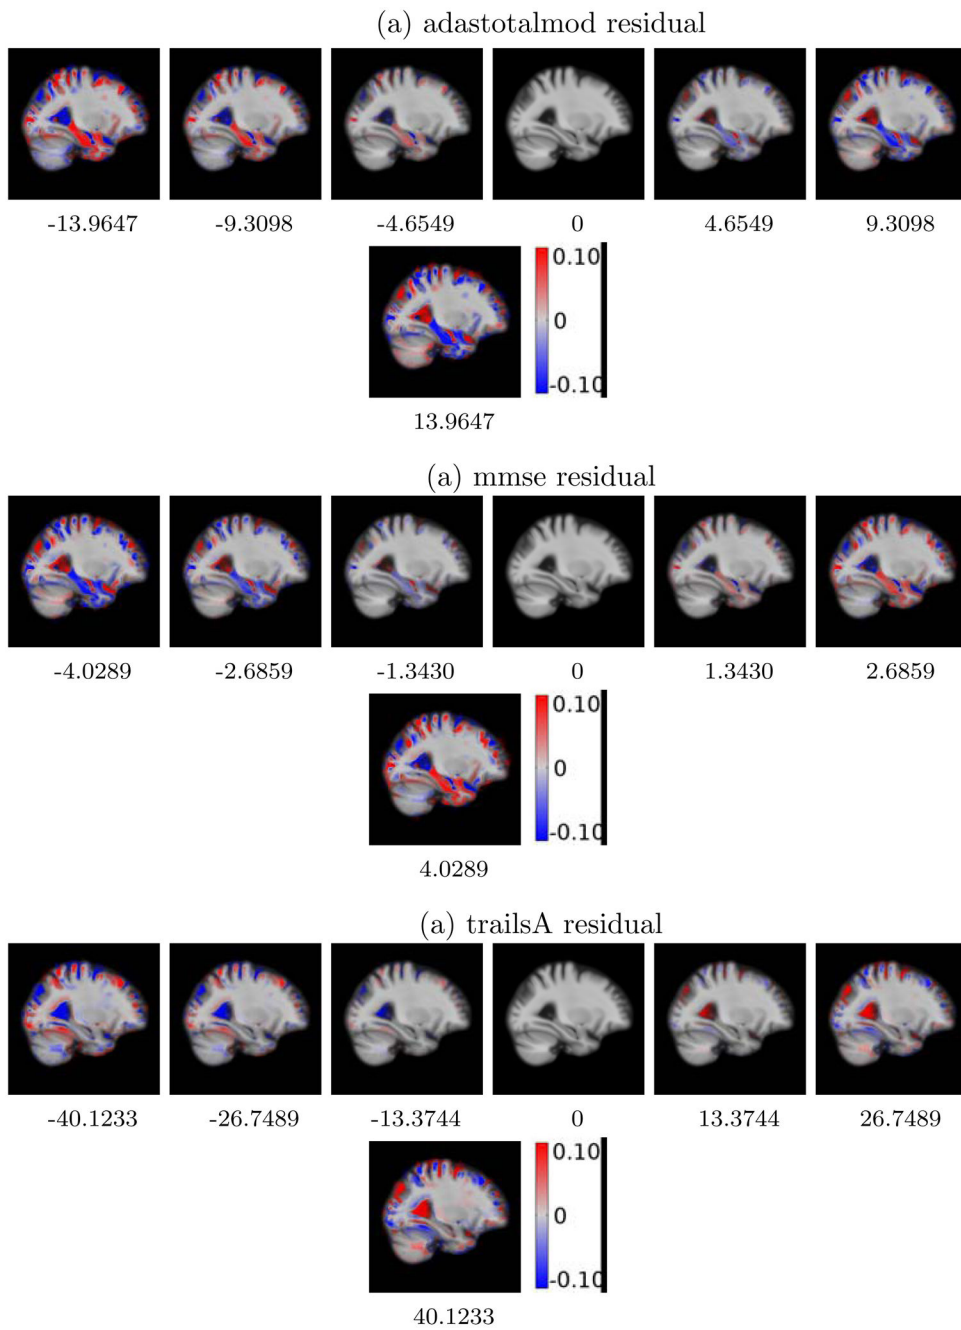 (a) adastotalmod residual
-13.9647 -9.3098 -4.6549 0 4.6549 9.3098
0.10
0
-0.10
13.9647
(a) mmse residual
-4.0289 -2.6859 -1.3430 0 1.3430 2.6859
0.10
0
-0.10
4.0289
(a) trailsA residual
-40.1233 -26.7489 -13.3744 0 13.3744 26.7489
0.10
0
-0.10
40.1233